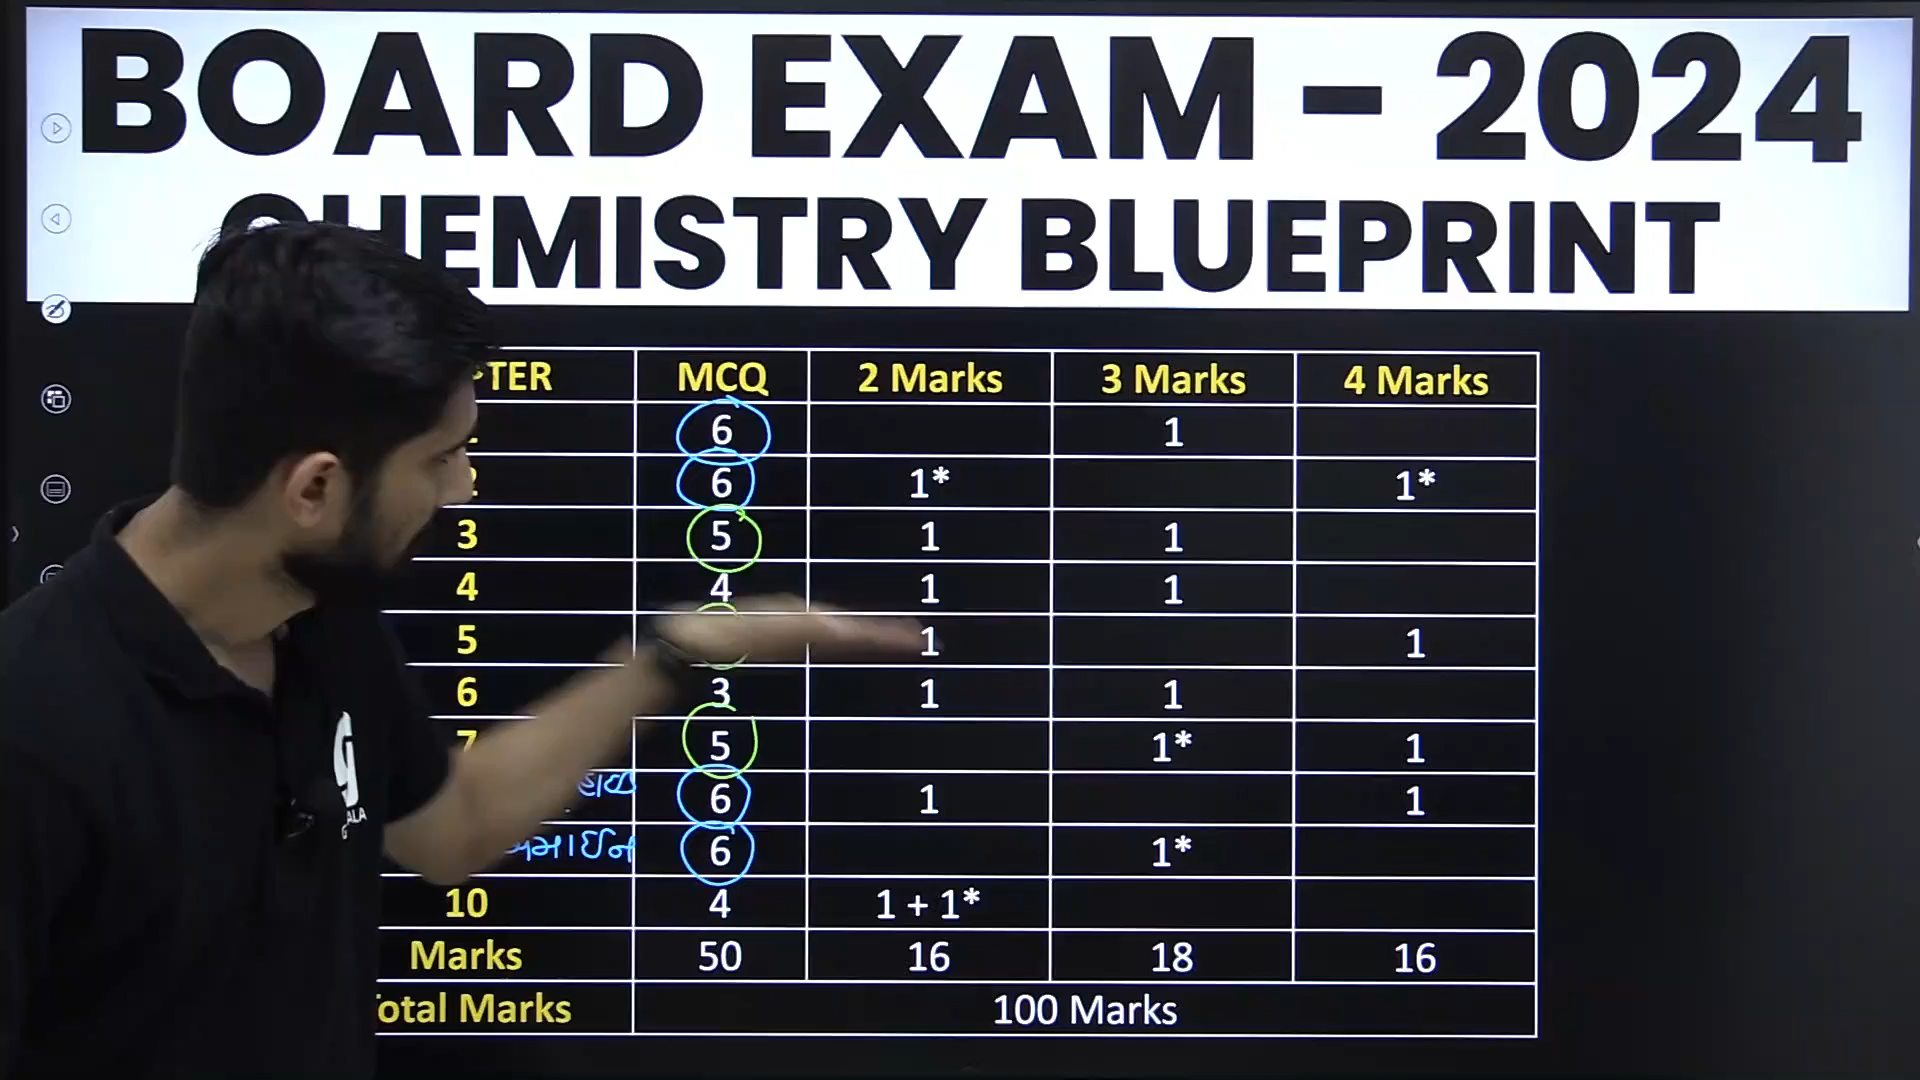 BOARD EXAM - 2024
CHEMISTRY BLUEPRINT
MCQ 2 Marks 3 Marks 4 Marks
6 1
6 1* 1*
3 5 1 1
4 4 1 1
5 1 1
6 3 1 1
7 5 1* 1
6 1 1
6 1*
10 4 1 + 1*
Marks 50 16 18 16
Total Marks 100 Marks